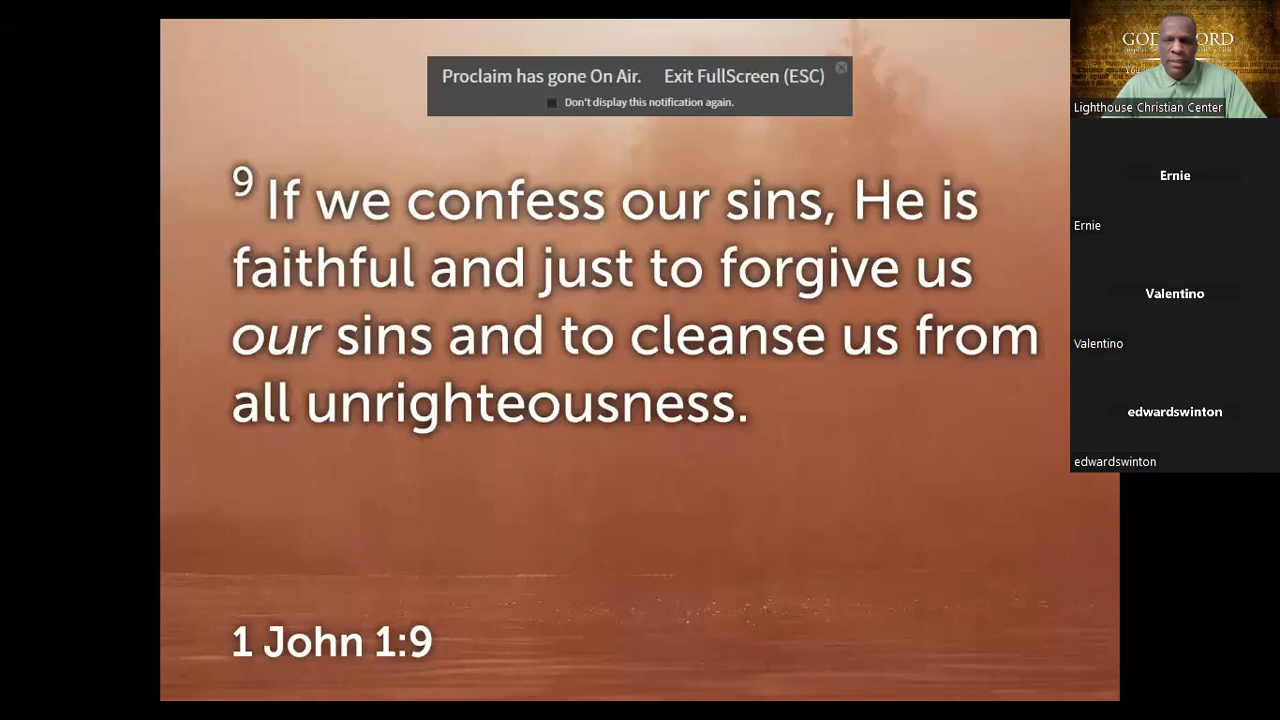 Proclaim has gone On Air. Exit FullScreen (ESC)
Don't display this notification again.
9 If we confess our sins, He is
faithful and just to forgive us
our sins and to cleanse us from
all unrighteousness.
1 John 1:9
GOD ORD
Lighthouse Christian Center
Ernie
Ernie
Valentino
Valentino
edwardswinton
edwardswinton